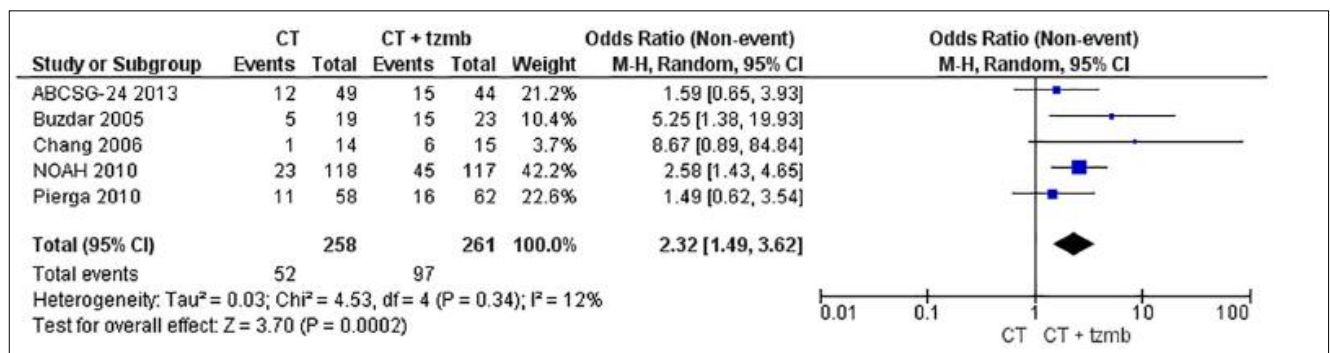 CT CT + tzmb Odds Ratio (Non-event) Odds Ratio (Non-event)
Study or Subgroup Events Total Events Total Weight M-H, Random, 95% CI M-H, Random, 95% CI
ABCSG-24 2013 12 49 15 44 21.2% 1.59 [0.65, 3.93]
Buzdar 2005 5 19 15 23 10.4% 5.25 [1.38, 19.93]
Chang 2006 1 14 6 15 3.7% 8.67 [0.89, 84.84]
NOAH 2010 23 118 45 117 42.2% 2.58 [1.43, 4.65]
Pierga 2010 11 58 16 62 22.6% 1.49 [0.62, 3.54]
Total (95% CI) 258 261 100.0% 2.32 [1.49, 3.62]
Total events 52 97
Heterogeneity: Tau² = 0.03; Chi² = 4.53, df = 4 (P = 0.34); I² = 12%
Test for overall effect: Z = 3.70 (P = 0.0002)
0.01 0.1 1 10 100
CT CT + tzmb